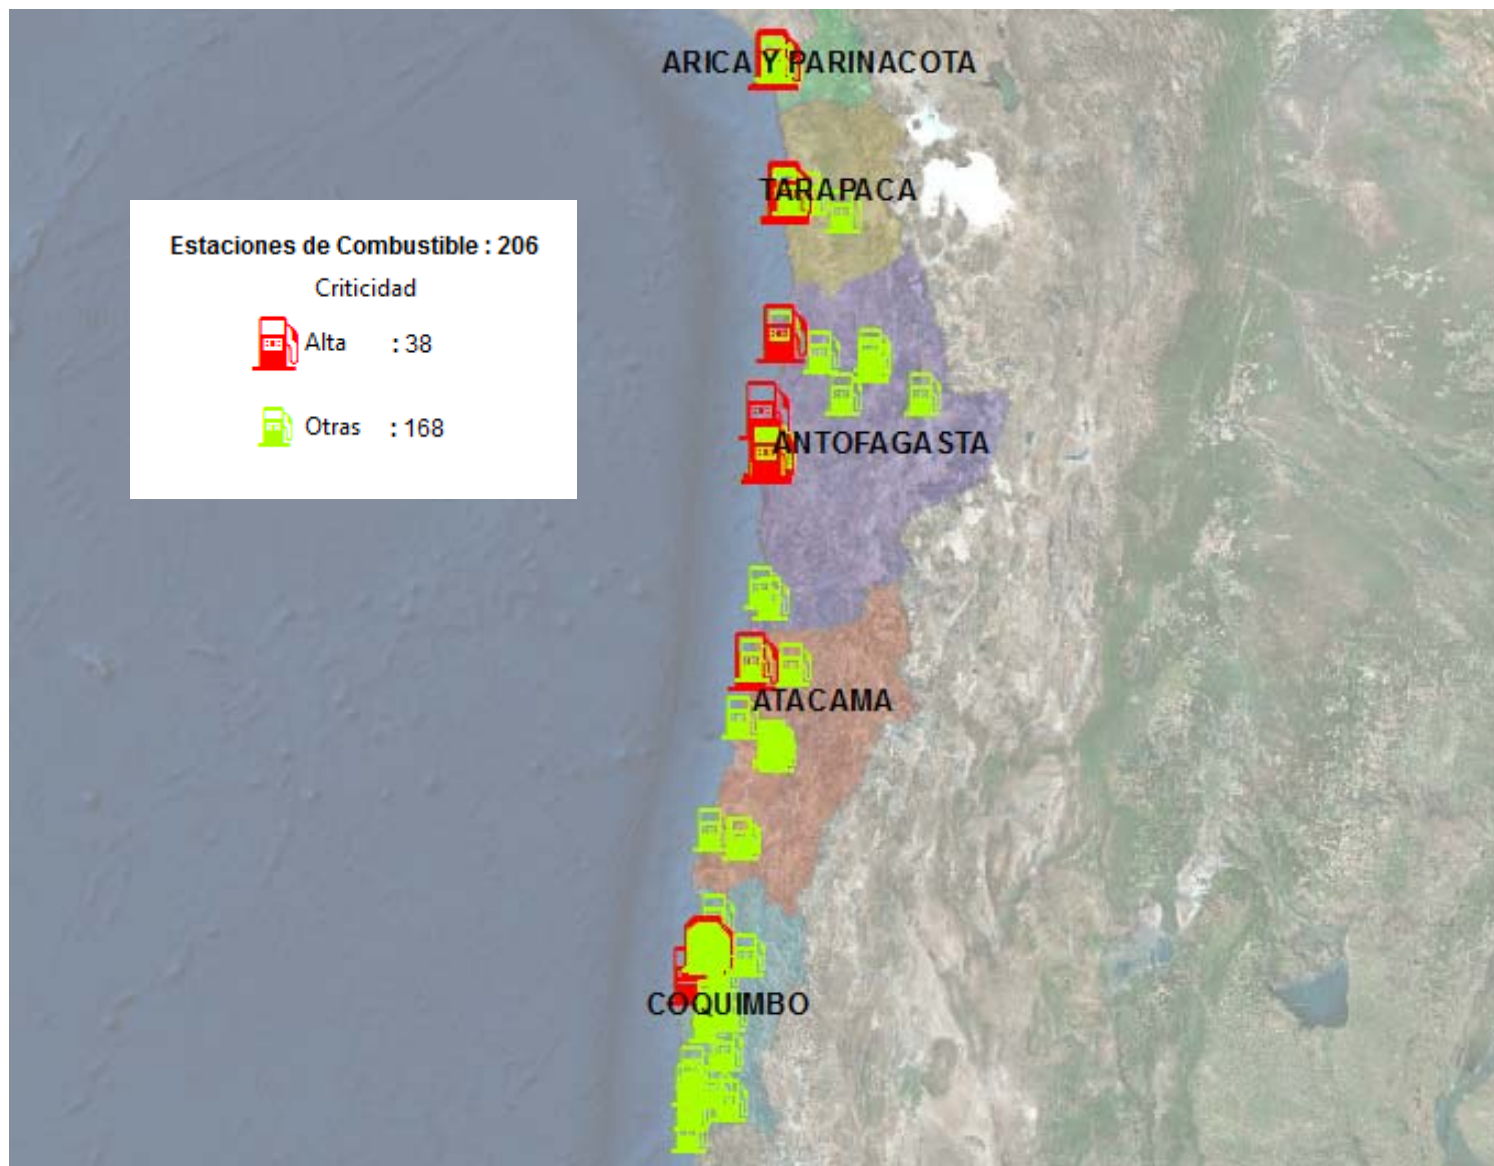 ARICA Y PARINACOTA
TARAPACA
Estaciones de Combustible : 206
Criticidad
Alta : 38
Otras : 168
ANTOFAGASTA
ATACAMA
COQUIMBO